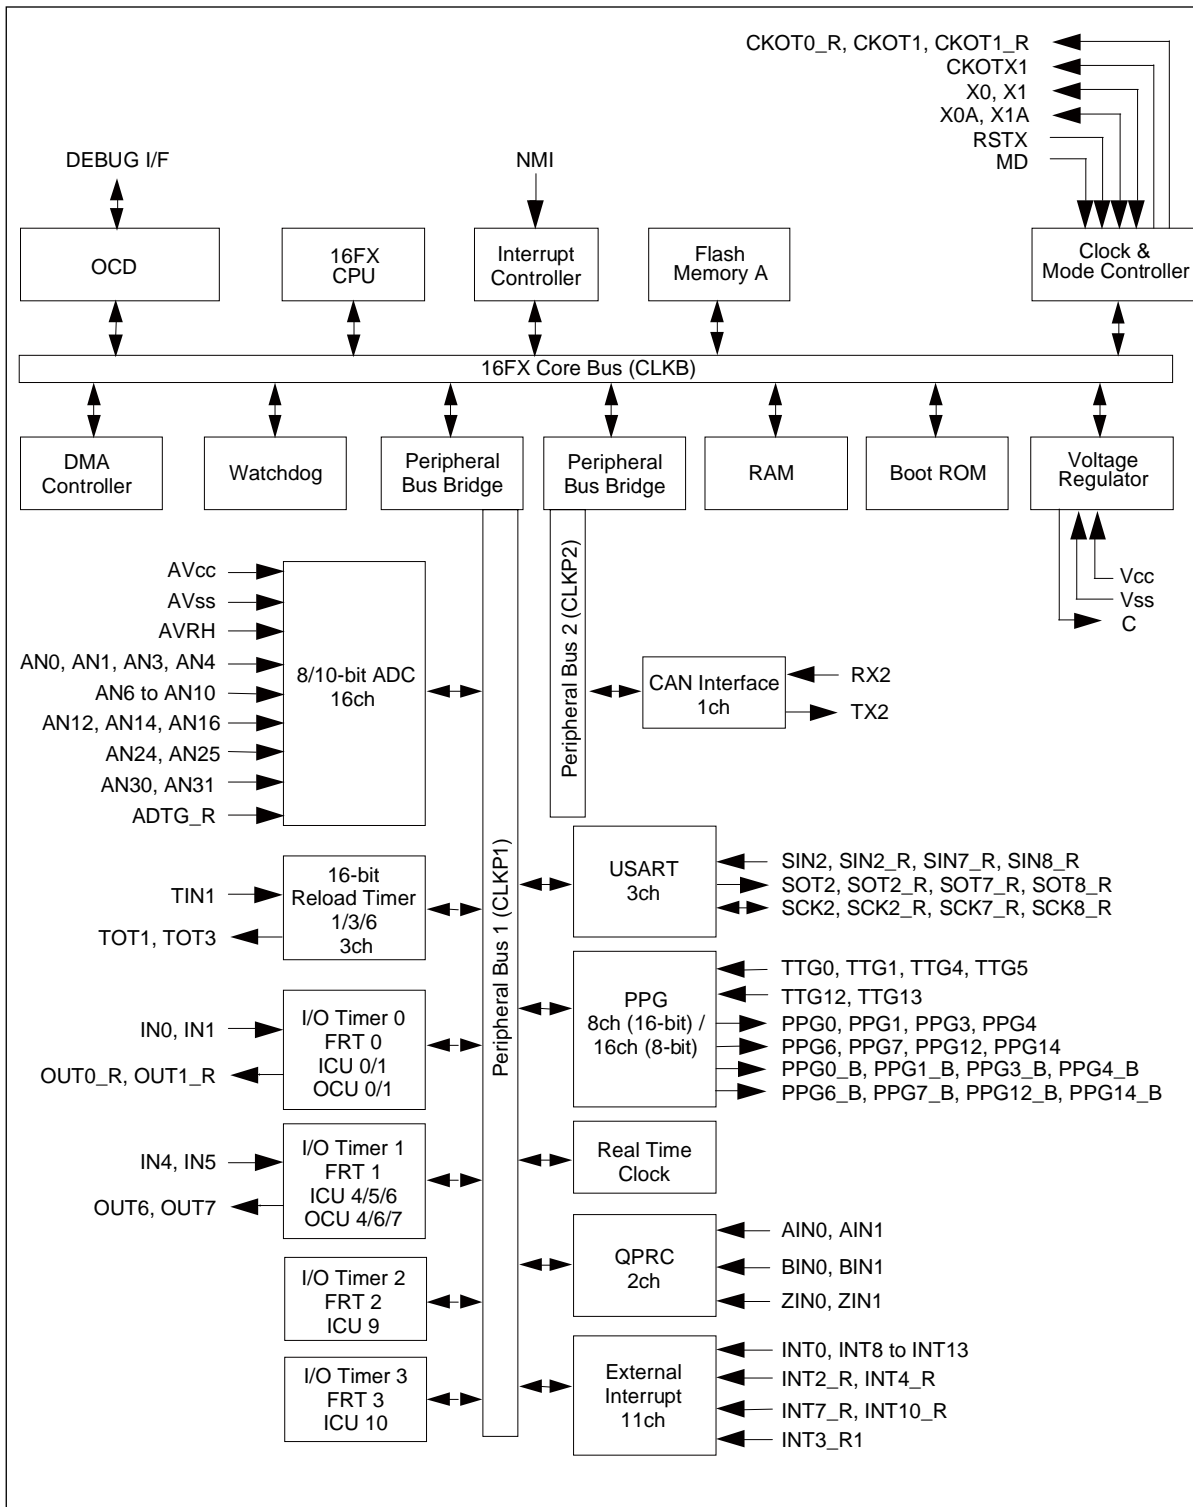 CKOT0_R, CKOT1, CKOT1_R
CKOTX1
X0, X1
X0A, X1A
RSTX
MD
DEBUG I/F
NMI
OCD
16FX
CPU
Interrupt
Controller
Flash
Memory A
Clock &
Mode Controller
16FX Core Bus (CLKB)
DMA
Controller
Watchdog
Peripheral
Bus Bridge
Peripheral
Bus Bridge
RAM
Boot ROM
Voltage
Regulator
Vcc
Vss
C
Peripheral Bus 1 (CLKP1)
Peripheral Bus 2 (CLKP2)
AVcc
AVss
AVRH
AN0, AN1, AN3, AN4
AN6 to AN10
AN12, AN14, AN16
AN24, AN25
AN30, AN31
ADTG_R
8/10-bit ADC
16ch
CAN Interface
1ch
RX2
TX2
TIN1
TOT1, TOT3
16-bit
Reload Timer
1/3/6
3ch
USART
3ch
SIN2, SIN2_R, SIN7_R, SIN8_R
SOT2, SOT2_R, SOT7_R, SOT8_R
SCK2, SCK2_R, SCK7_R, SCK8_R
IN0, IN1
OUT0_R, OUT1_R
I/O Timer 0
FRT 0
ICU 0/1
OCU 0/1
PPG
8ch (16-bit) /
16ch (8-bit)
TTG0, TTG1, TTG4, TTG5
TTG12, TTG13
PPG0, PPG1, PPG3, PPG4
PPG6, PPG7, PPG12, PPG14
PPG0_B, PPG1_B, PPG3_B, PPG4_B
PPG6_B, PPG7_B, PPG12_B, PPG14_B
IN4, IN5
OUT6, OUT7
I/O Timer 1
FRT 1
ICU 4/5/6
OCU 4/6/7
Real Time
Clock
I/O Timer 2
FRT 2
ICU 9
QPRC
2ch
AIN0, AIN1
BIN0, BIN1
ZIN0, ZIN1
I/O Timer 3
FRT 3
ICU 10
External
Interrupt
11ch
INT0, INT8 to INT13
INT2_R, INT4_R
INT7_R, INT10_R
INT3_R1